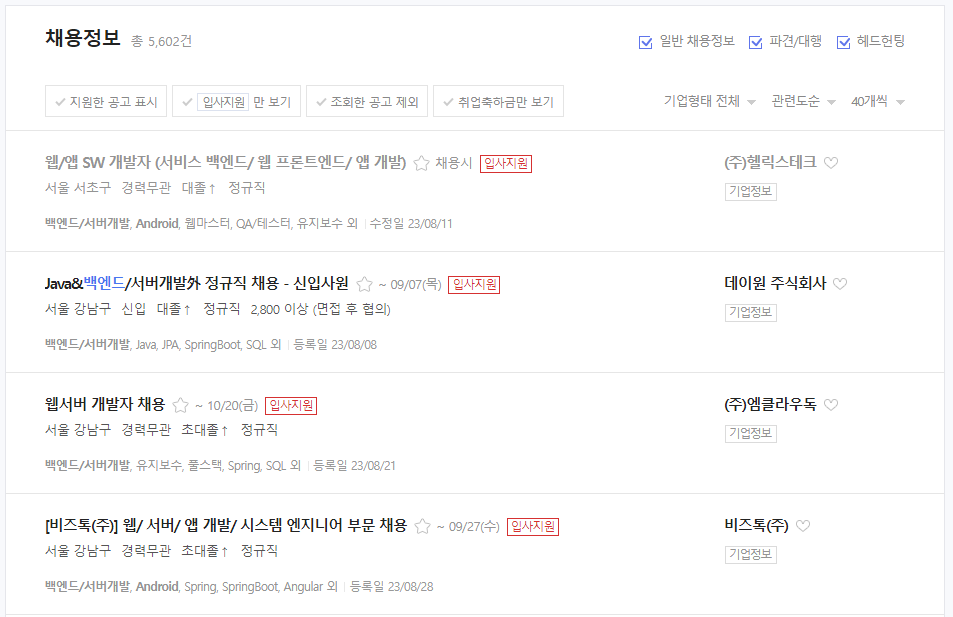 채용정보 총 5,602건
일반 채용정보 파견/대행 헤드헌팅
지원한 공고 표시 입사지원 만 보기 조회한 공고 제외 취업축하금만 보기
기업형태 전체 관련도순 40개씩
웹/앱 SW 개발자 (서비스 백엔드/ 웹 프론트엔드/ 앱 개발) 채용시 입사지원
(주)헬릭스테크
서울 서초구 경력무관 대졸↑ 정규직
기업정보
백엔드/서버개발, Android, 웹마스터, QA/테스터, 유지보수 외 수정일 23/08/11
Java&백엔드/서버개발外 정규직 채용 - 신입사원 ~ 09/07(목) 입사지원
데이원 주식회사
서울 강남구 신입 대졸↑ 정규직 2,800 이상 (면접 후 협의)
기업정보
백엔드/서버개발, Java, JPA, SpringBoot, SQL 외 등록일 23/08/08
웹서버 개발자 채용 ~ 10/20(금) 입사지원
(주)엠클라우독
서울 강남구 경력무관 초대졸↑ 정규직
기업정보
백엔드/서버개발, 유지보수, 풀스택, Spring, SQL 외 등록일 23/08/21
[비즈톡(주)] 웹/ 서버/ 앱 개발/ 시스템 엔지니어 부문 채용 ~ 09/27(수) 입사지원
비즈톡(주)
서울 강남구 경력무관 초대졸↑ 정규직
기업정보
백엔드/서버개발, Android, Spring, SpringBoot, Angular 외 등록일 23/08/28